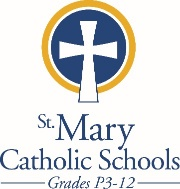 St. Mary
Catholic Schools
Grades P3-12